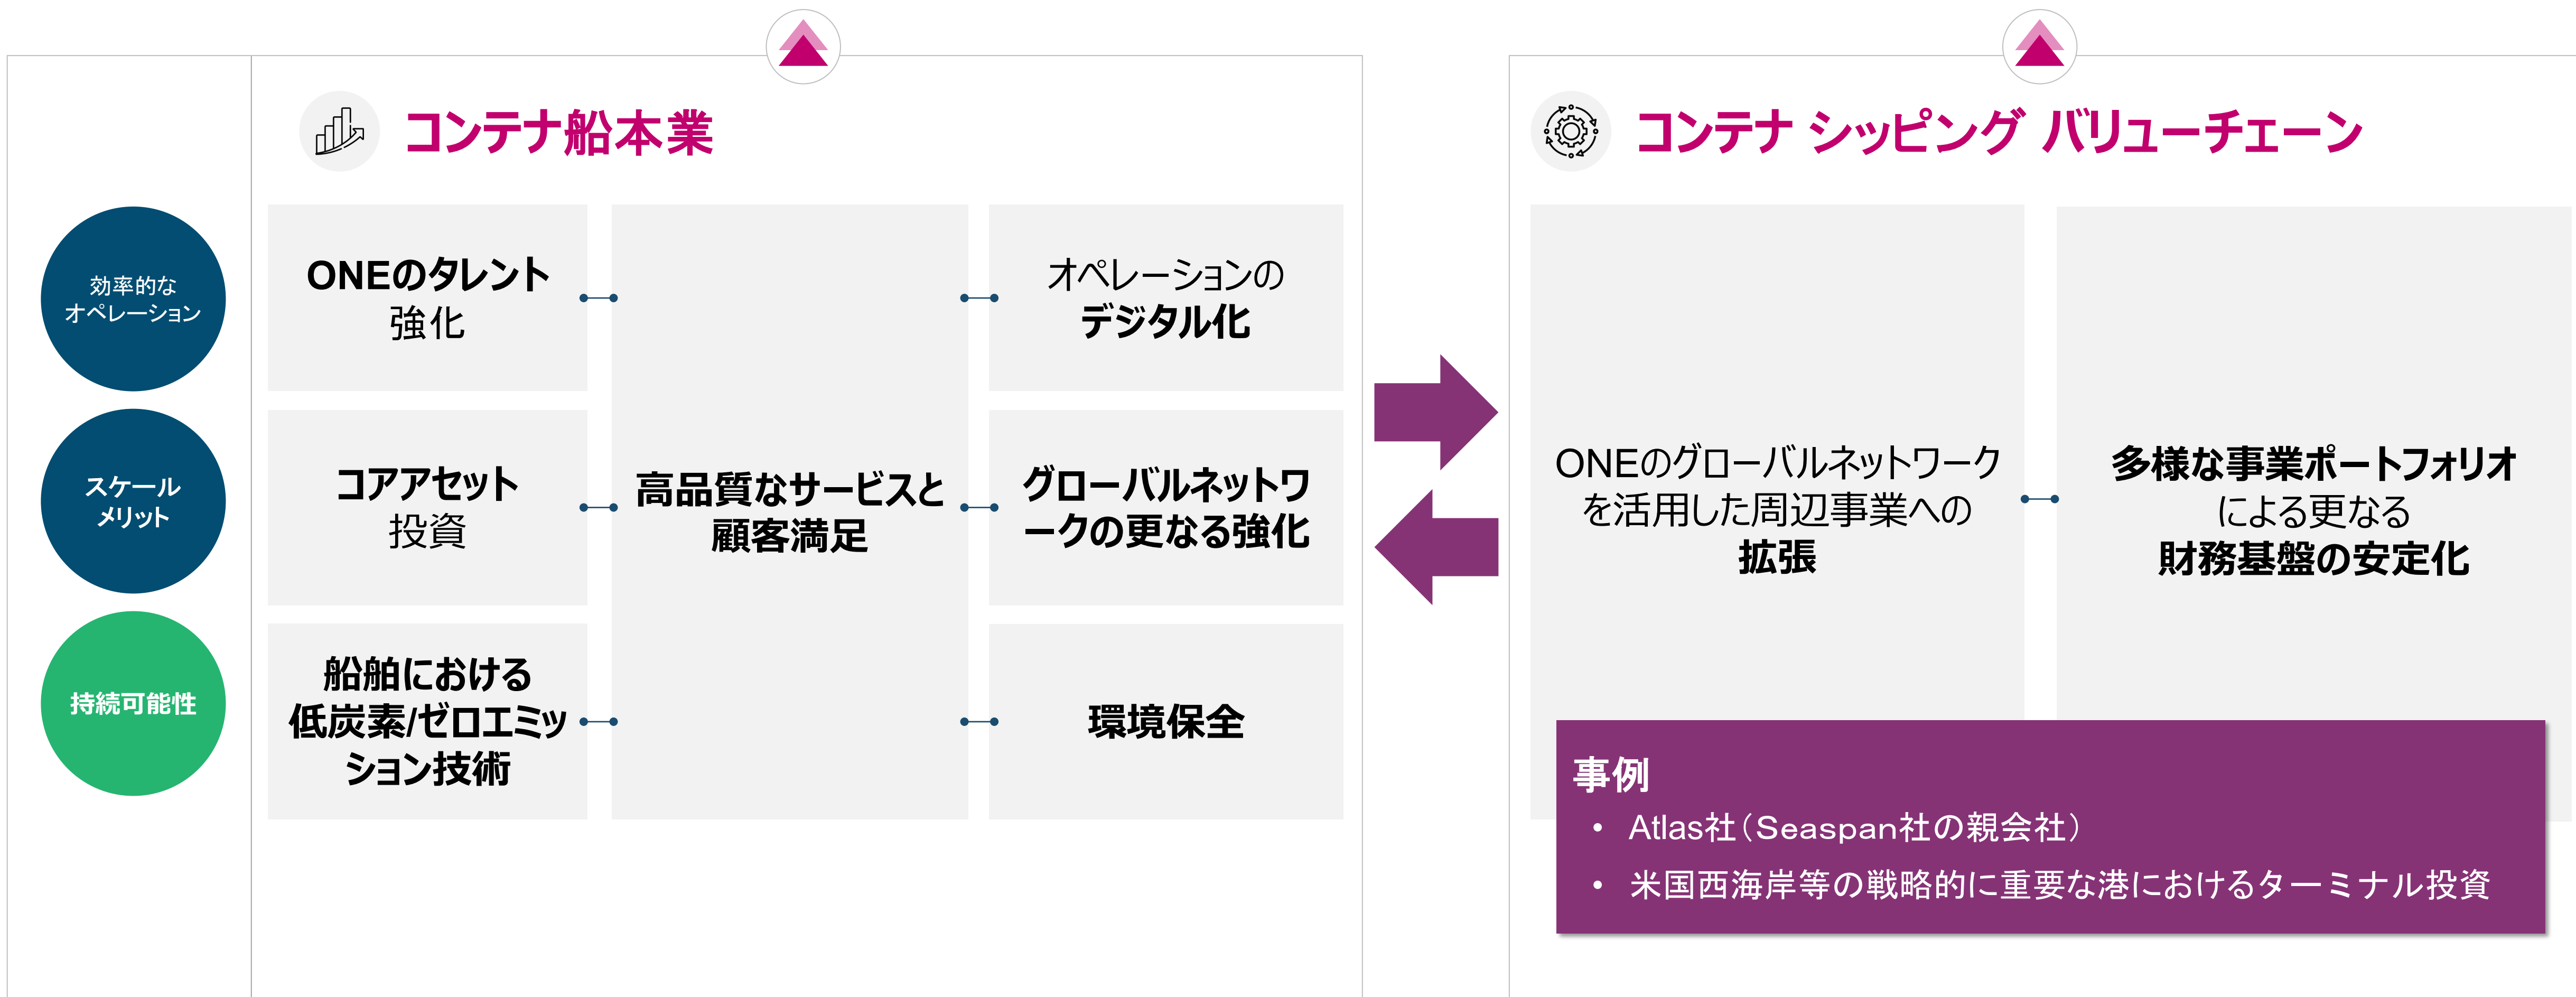 コンテナ船本業
効率的な
オペレーション
スケール
メリット
持続可能性
ONEのタレント
強化
コアアセット
投資
船舶における
低炭素/ゼロエミッ
ション技術
高品質なサービスと
顧客満足
オペレーションの
デジタル化
グローバルネットワ
ークの更なる強化
環境保全
コンテナ シッピング バリューチェーン
ONEのグローバルネットワーク
を活用した周辺事業への
拡張
多様な事業ポートフォリオ
による更なる
財務基盤の安定化
事例
• Atlas社（Seaspan社の親会社）
• 米国西海岸等の戦略的に重要な港におけるターミナル投資